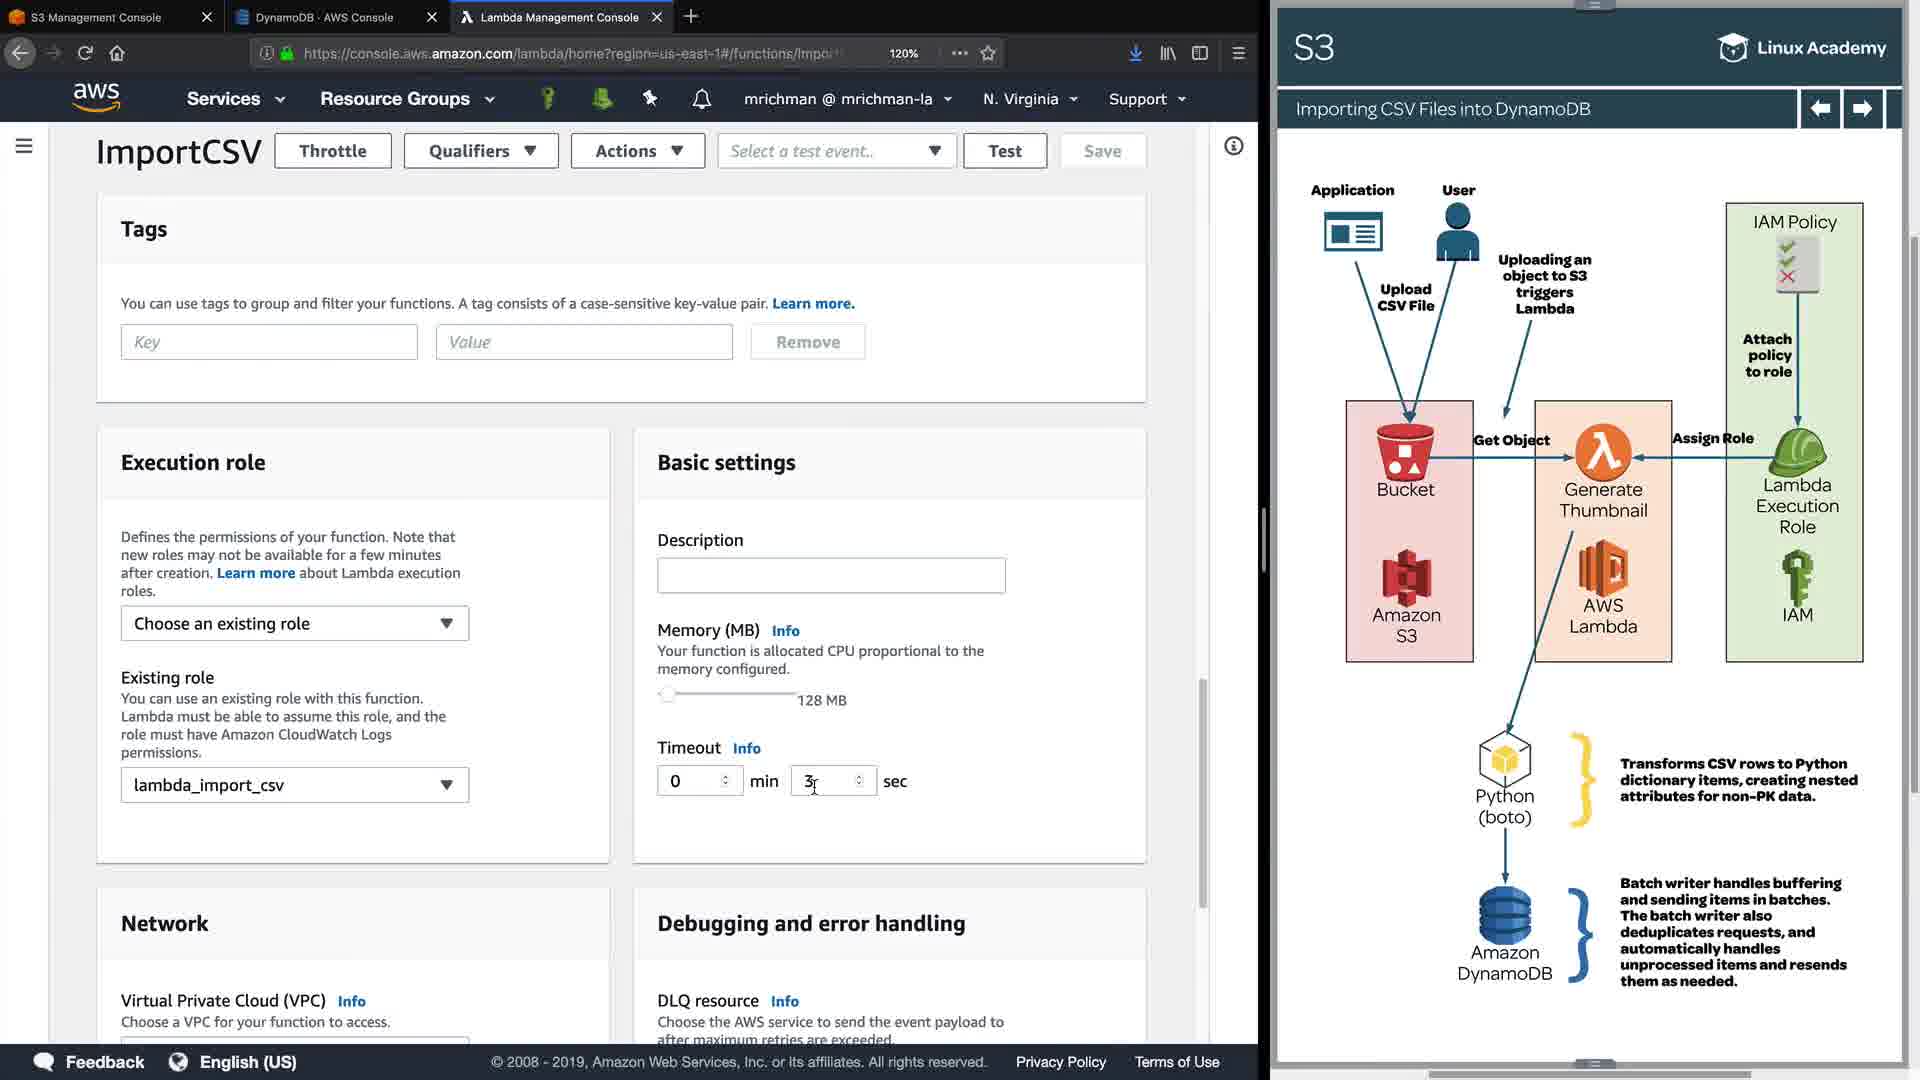 S3 Management Console
DynamoDB · AWS Console
Lambda Management Console
https://console.aws.amazon.com/lambda/home?region=us-east-1#/functions/Impor
120%
aws
Services
Resource Groups
mrichman @ mrichman-la
N. Virginia
Support
ImportCSV
Throttle
Qualifiers
Actions
Select a test event..
Test
Save
Tags
You can use tags to group and filter your functions. A tag consists of a case-sensitive key-value pair. Learn more.
Key
Value
Remove
Execution role
Defines the permissions of your function. Note that
new roles may not be available for a few minutes
after creation. Learn more about Lambda execution
roles.
Choose an existing role
Existing role
You can use an existing role with this function.
Lambda must be able to assume this role, and the
role must have Amazon CloudWatch Logs
permissions.
lambda_import_csv
Basic settings
Description
Memory (MB) Info
Your function is allocated CPU proportional to the
memory configured.
128 MB
Timeout Info
0 min 3 sec
Network
Virtual Private Cloud (VPC) Info
Choose a VPC for your function to access.
Debugging and error handling
DLQ resource Info
Choose the AWS service to send the event payload to
after maximum retries are exceeded.
Feedback
English (US)
© 2008 - 2019, Amazon Web Services, Inc. or its affiliates. All rights reserved.
Privacy Policy
Terms of Use
S3
Linux Academy
Importing CSV Files into DynamoDB
Application
User
Upload
CSV File
Uploading an
object to S3
triggers
Lambda
IAM Policy
Attach
policy
to role
Get Object
Assign Role
Bucket
Generate
Thumbnail
Lambda
Execution
Role
Amazon
S3
AWS
Lambda
IAM
Python
(boto)
Transforms CSV rows to Python
dictionary items, creating nested
attributes for non-PK data.
Amazon
DynamoDB
Batch writer handles buffering
and sending items in batches.
The batch writer also
deduplicates requests, and
automatically handles
unprocessed items and resends
them as needed.